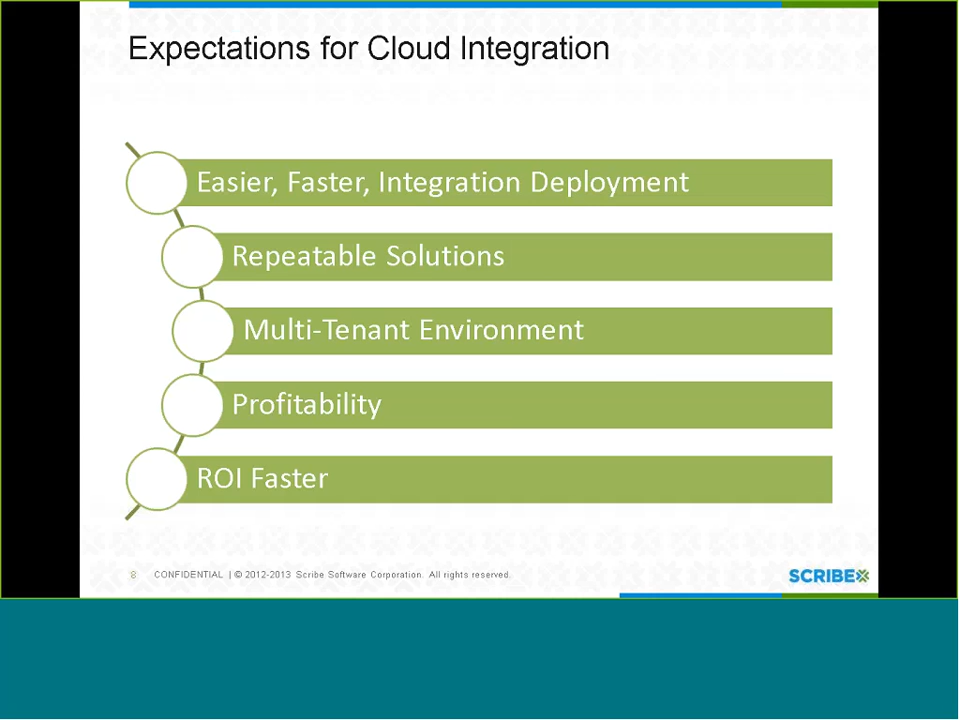 Expectations for Cloud Integration
Easier, Faster, Integration Deployment
Repeatable Solutions
Multi-Tenant Environment
Profitability
ROI Faster
8 CONFIDENTIAL | © 2012-2013 Scribe Software Corporation. All rights reserved.
SCRIBE